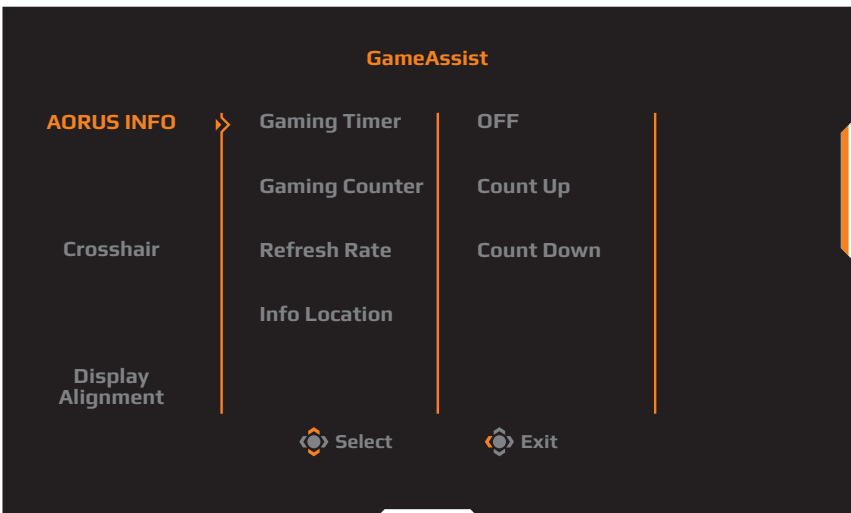 GameAssist
AORUS INFO
Gaming Timer
OFF
Gaming Counter
Count Up
Crosshair
Refresh Rate
Count Down
Info Location
Display
Alignment
Select
Exit